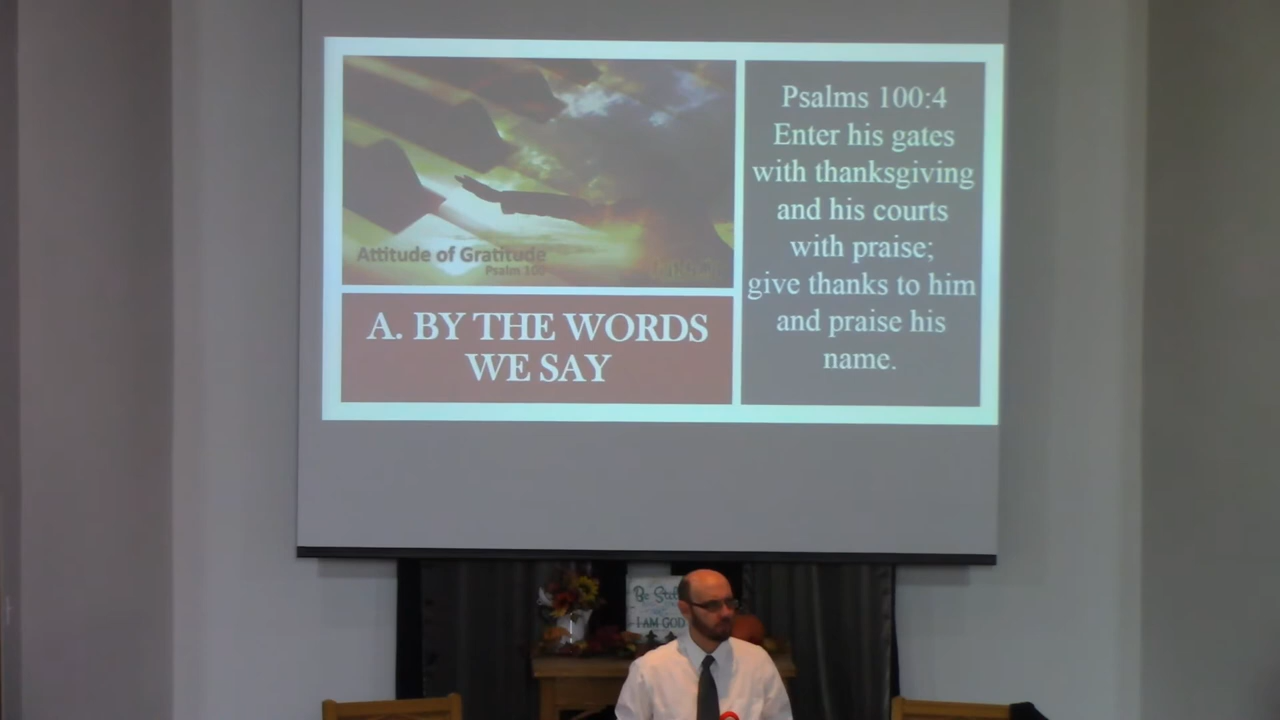 Attitude of Gratitude
Psalm 100
A. BY THE WORDS
WE SAY
Psalms 100:4
Enter his gates
with thanksgiving
and his courts
with praise;
give thanks to him
and praise his
name.
Be
I AM GOD